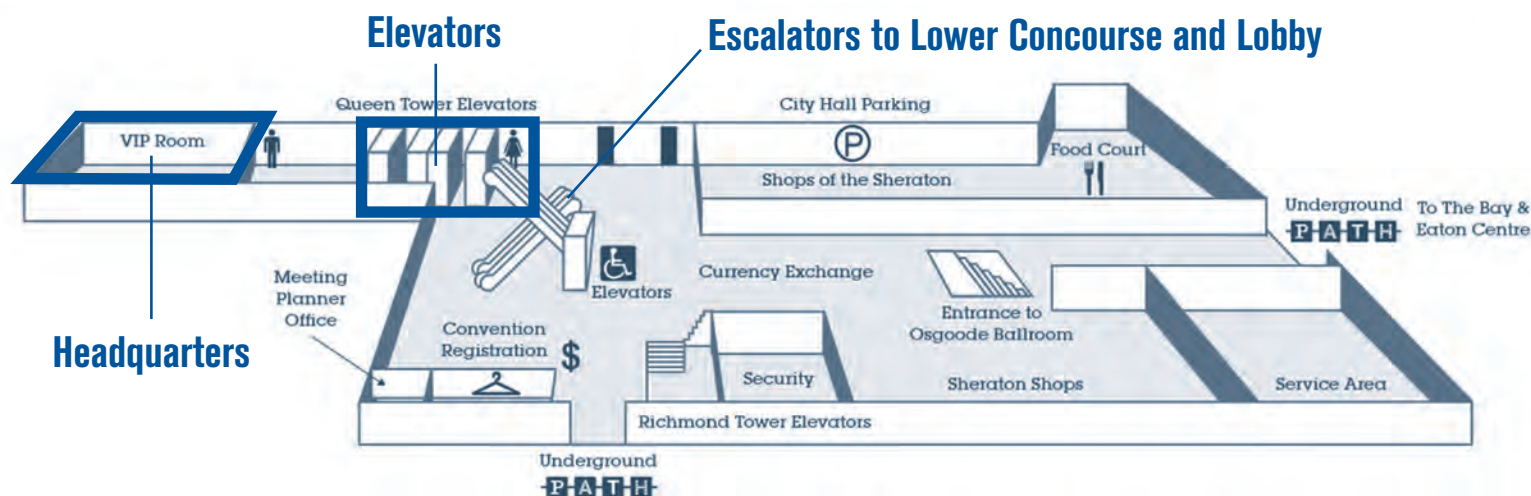 Elevators
Escalators to Lower Concourse and Lobby
Queen Tower Elevators
City Hall Parking
VIP Room
P
Food Court
Shops of the Sheraton
Underground
P-A-T-H
To The Bay &
Eaton Centre
Currency Exchange
Elevators
Meeting
Planner
Office
Entrance to
Osgoode Ballroom
Headquarters
Convention
Registration
$
Security
Sheraton Shops
Service Area
Richmond Tower Elevators
Underground
P-A-T-H